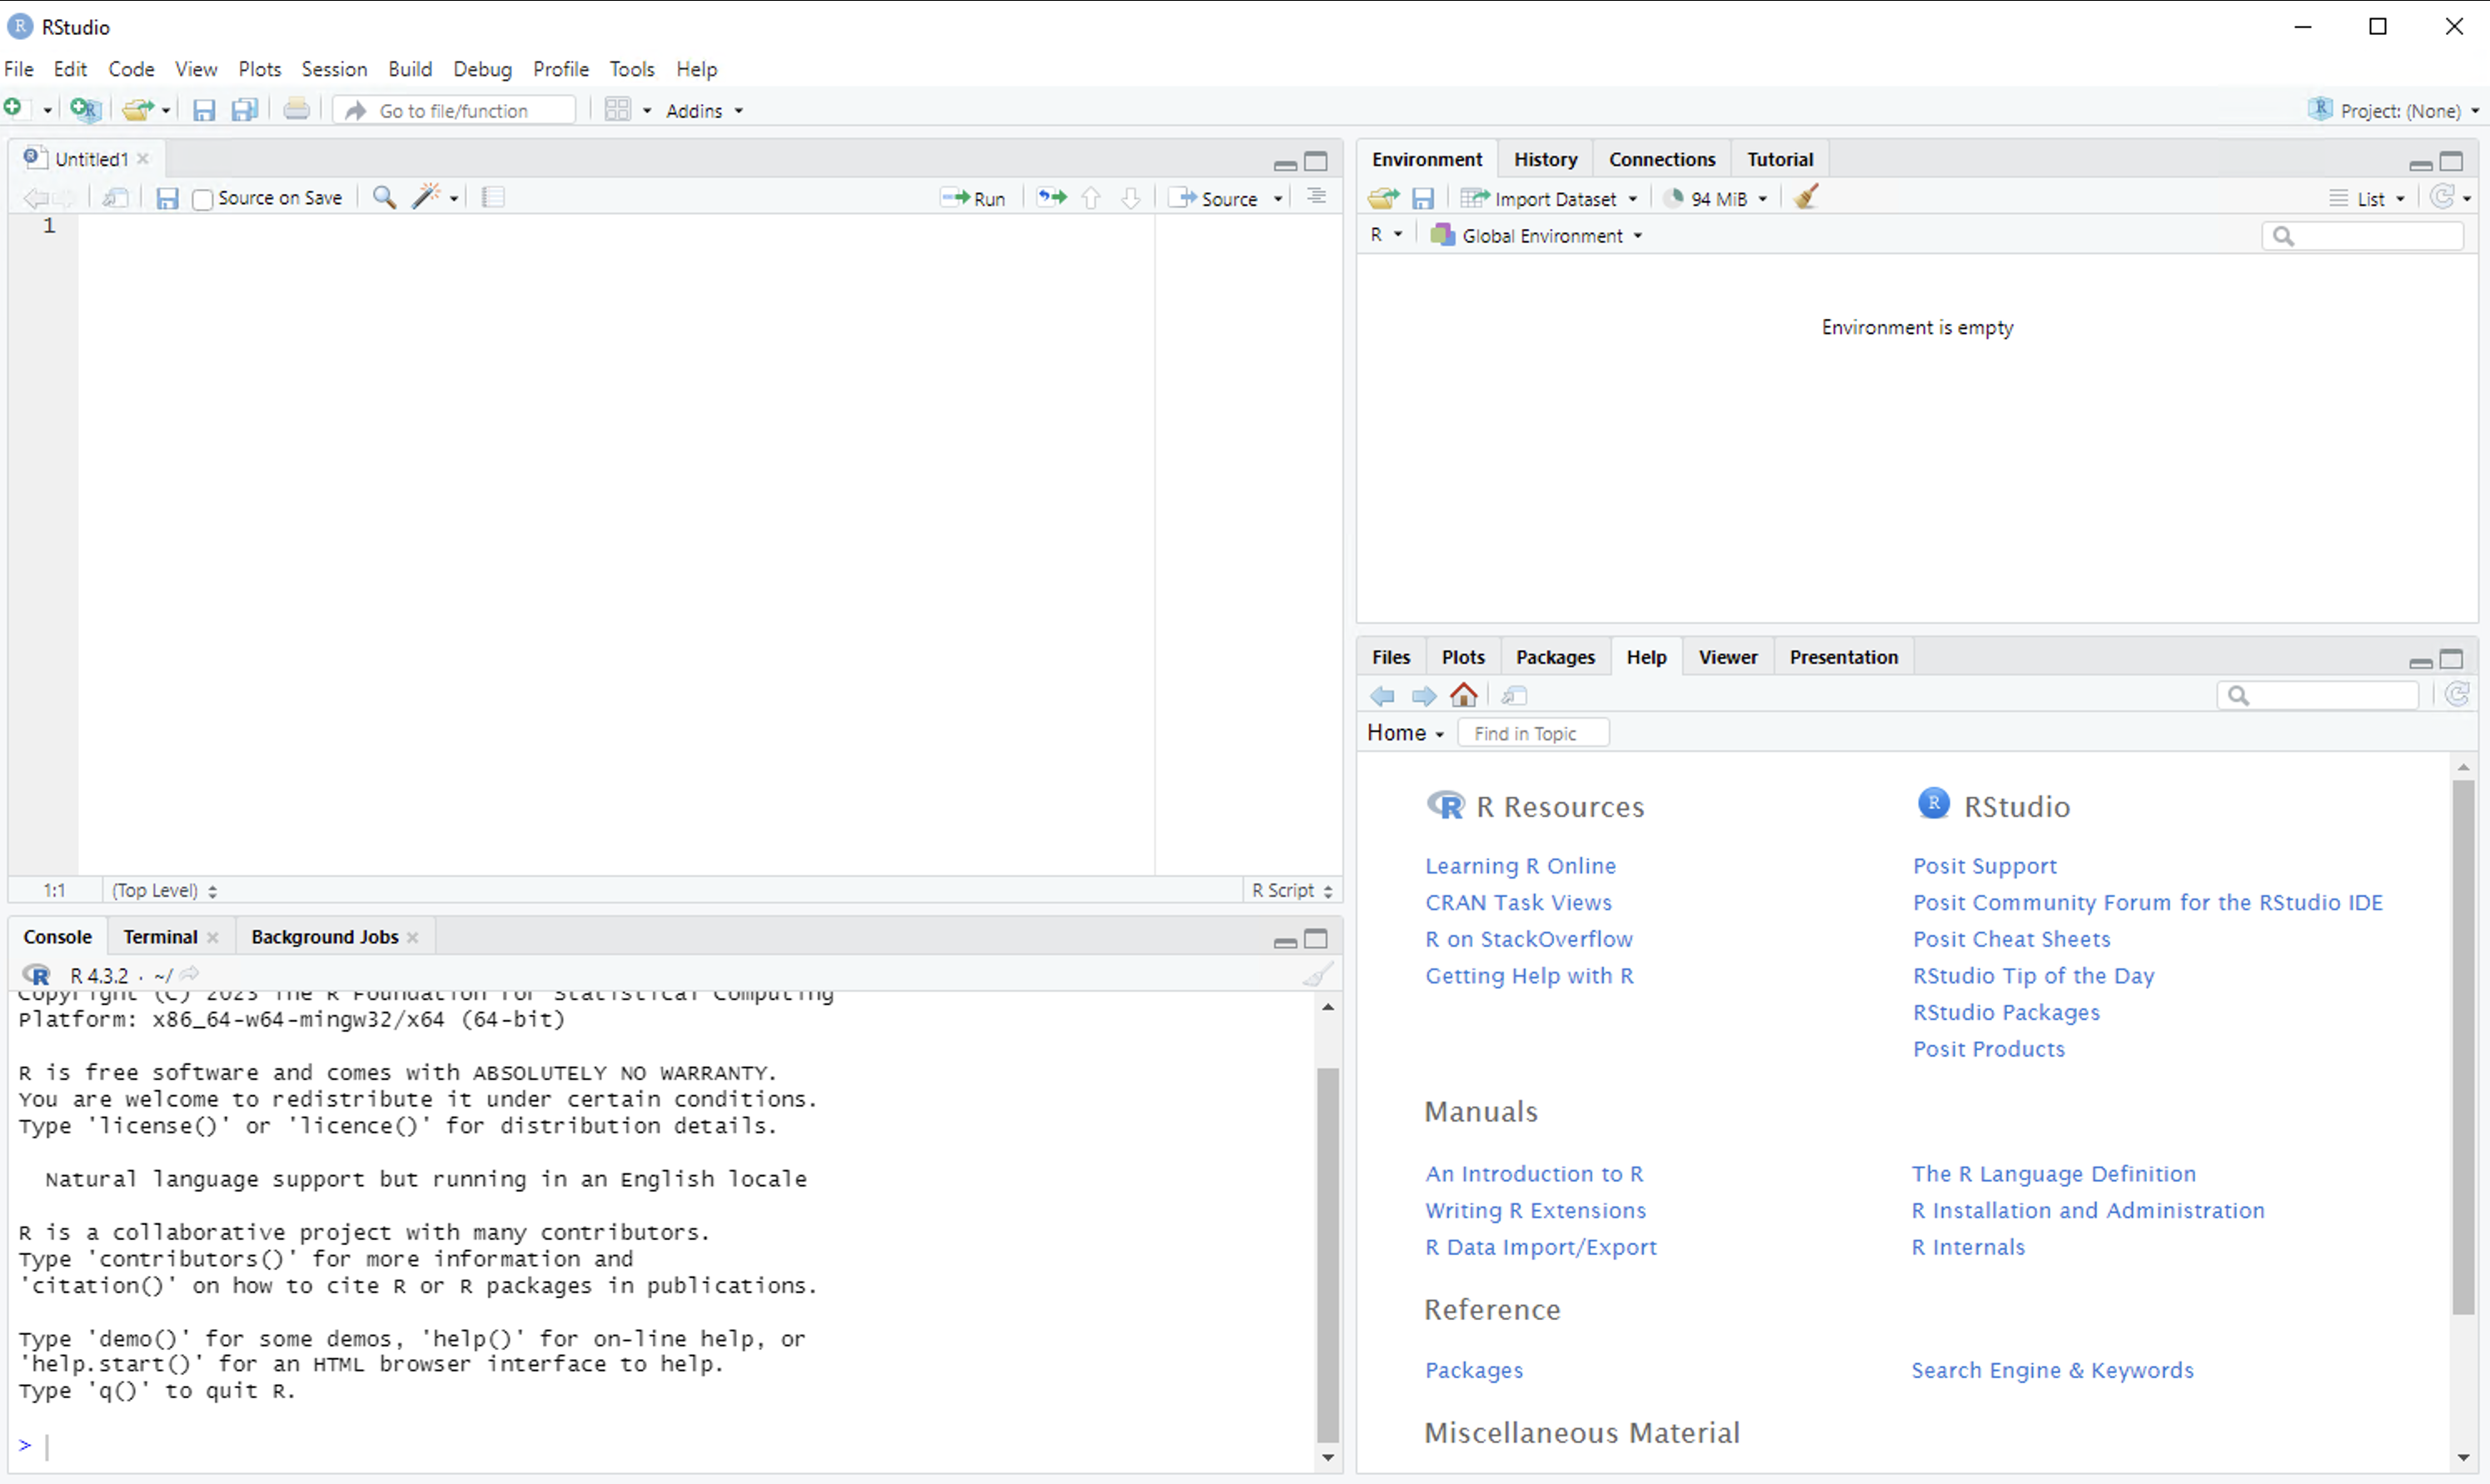 RStudio
File Edit Code View Plots Session Build Debug Profile Tools Help
Go to file/function Addins Project: (None)
Untitled1
Source on Save Run Source
1
1:1 (Top Level) R Script
Console Terminal Background Jobs
R 4.3.2 · ~/
Copyright (C) 2023 The R Foundation for Statistical Computing
Platform: x86_64-w64-mingw32/x64 (64-bit)
R is free software and comes with ABSOLUTELY NO WARRANTY.
You are welcome to redistribute it under certain conditions.
Type 'license()' or 'licence()' for distribution details.
Natural language support but running in an English locale
R is a collaborative project with many contributors.
Type 'contributors()' for more information and
'citation()' on how to cite R or R packages in publications.
Type 'demo()' for some demos, 'help()' for on-line help, or
'help.start()' for an HTML browser interface to help.
Type 'q()' to quit R.
>
Environment History Connections Tutorial
Import Dataset 94 MiB List
R Global Environment
Environment is empty
Files Plots Packages Help Viewer Presentation
Home Find in Topic
R Resources
Learning R Online
CRAN Task Views
R on StackOverflow
Getting Help with R
RStudio
Posit Support
Posit Community Forum for the RStudio IDE
Posit Cheat Sheets
RStudio Tip of the Day
RStudio Packages
Posit Products
Manuals
An Introduction to R
Writing R Extensions
R Data Import/Export
The R Language Definition
R Installation and Administration
R Internals
Reference
Packages
Search Engine & Keywords
Miscellaneous Material